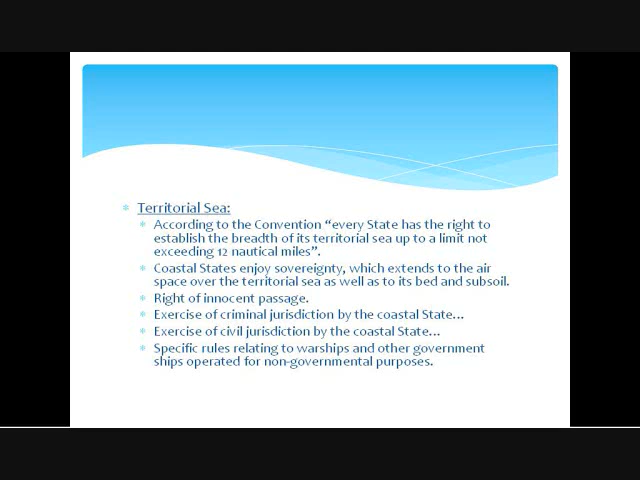 Territorial Sea:
According to the Convention “every State has the right to
establish the breadth of its territorial sea up to a limit not
exceeding 12 nautical miles”.
Coastal States enjoy sovereignty, which extends to the air
space over the territorial sea as well as to its bed and subsoil.
Right of innocent passage.
Exercise of criminal jurisdiction by the coastal State...
Exercise of civil jurisdiction by the coastal State...
Specific rules relating to warships and other government
ships operated for non-governmental purposes.